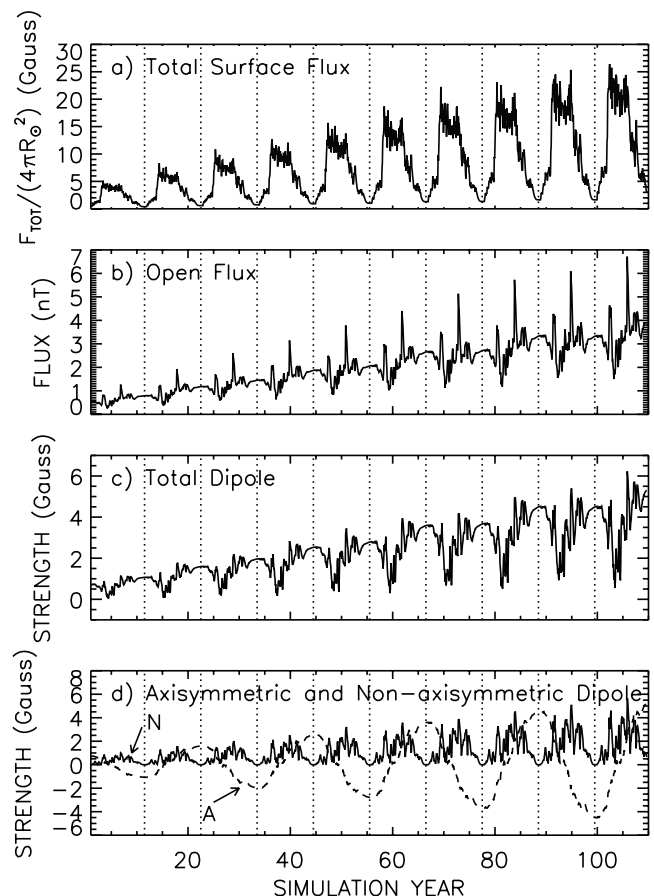 a) Total Surface Flux
F_TOT/(4πR_⊙^2) (Gauss)
30
25
20
15
10
5
0
b) Open Flux
FLUX (nT)
7
6
5
4
3
2
1
0
c) Total Dipole
STRENGTH (Gauss)
6
4
2
0
d) Axisymmetric and Non-axisymmetric Dipole
STRENGTH (Gauss)
8
6
4
2
0
-2
-4
-6
N
A
20 40 60 80 100
SIMULATION YEAR